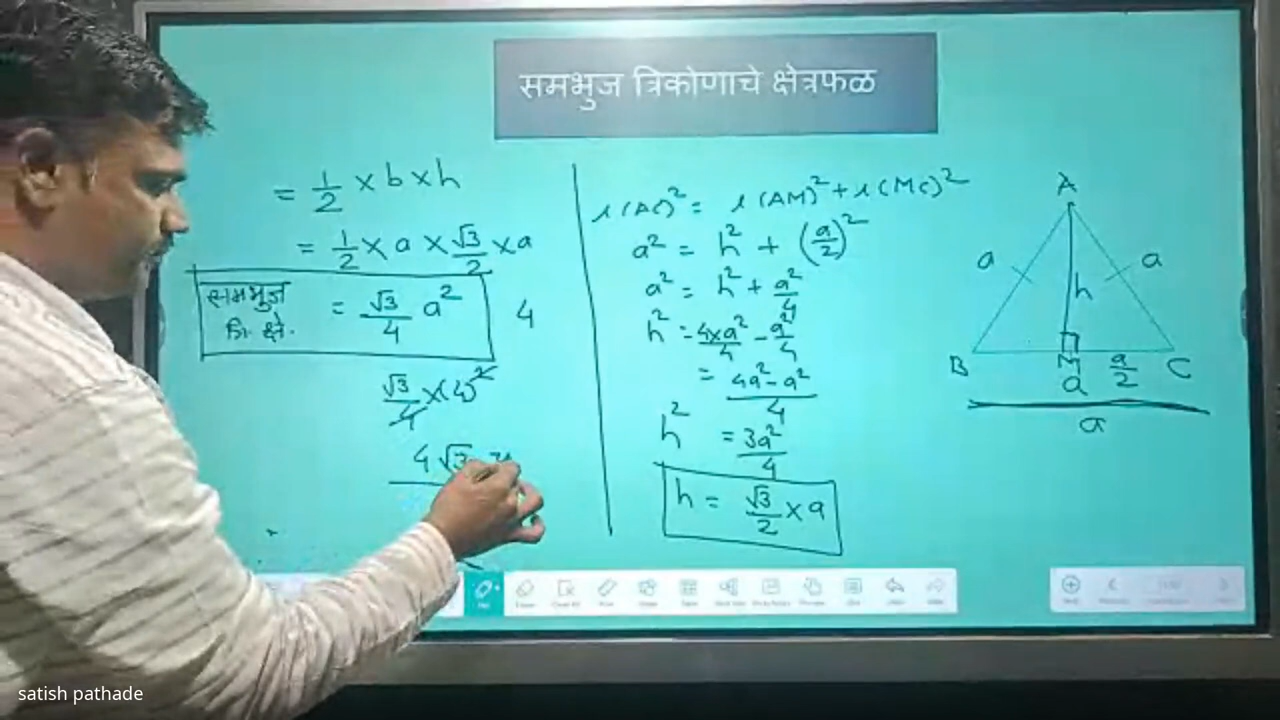 समभुज त्रिकोणाचे क्षेत्रफळ
= 1/2 × b × h
= 1/2 × a × √3/2 × a
समभुज त्रि. क्षे. = √3/4 a²
4
√3/4 × (4)²
4√3
l(AC)² = l(AM)² + l(MC)²
a² = h² + (a/2)²
a² = h² + a²/4
h² = 4×a²/4 - a²/4
= 4a² - a²/4
h² = 3a²/4
h = √3/2 × a
A
a
a
h
B
M
a/2
C
a
a
satish pathade